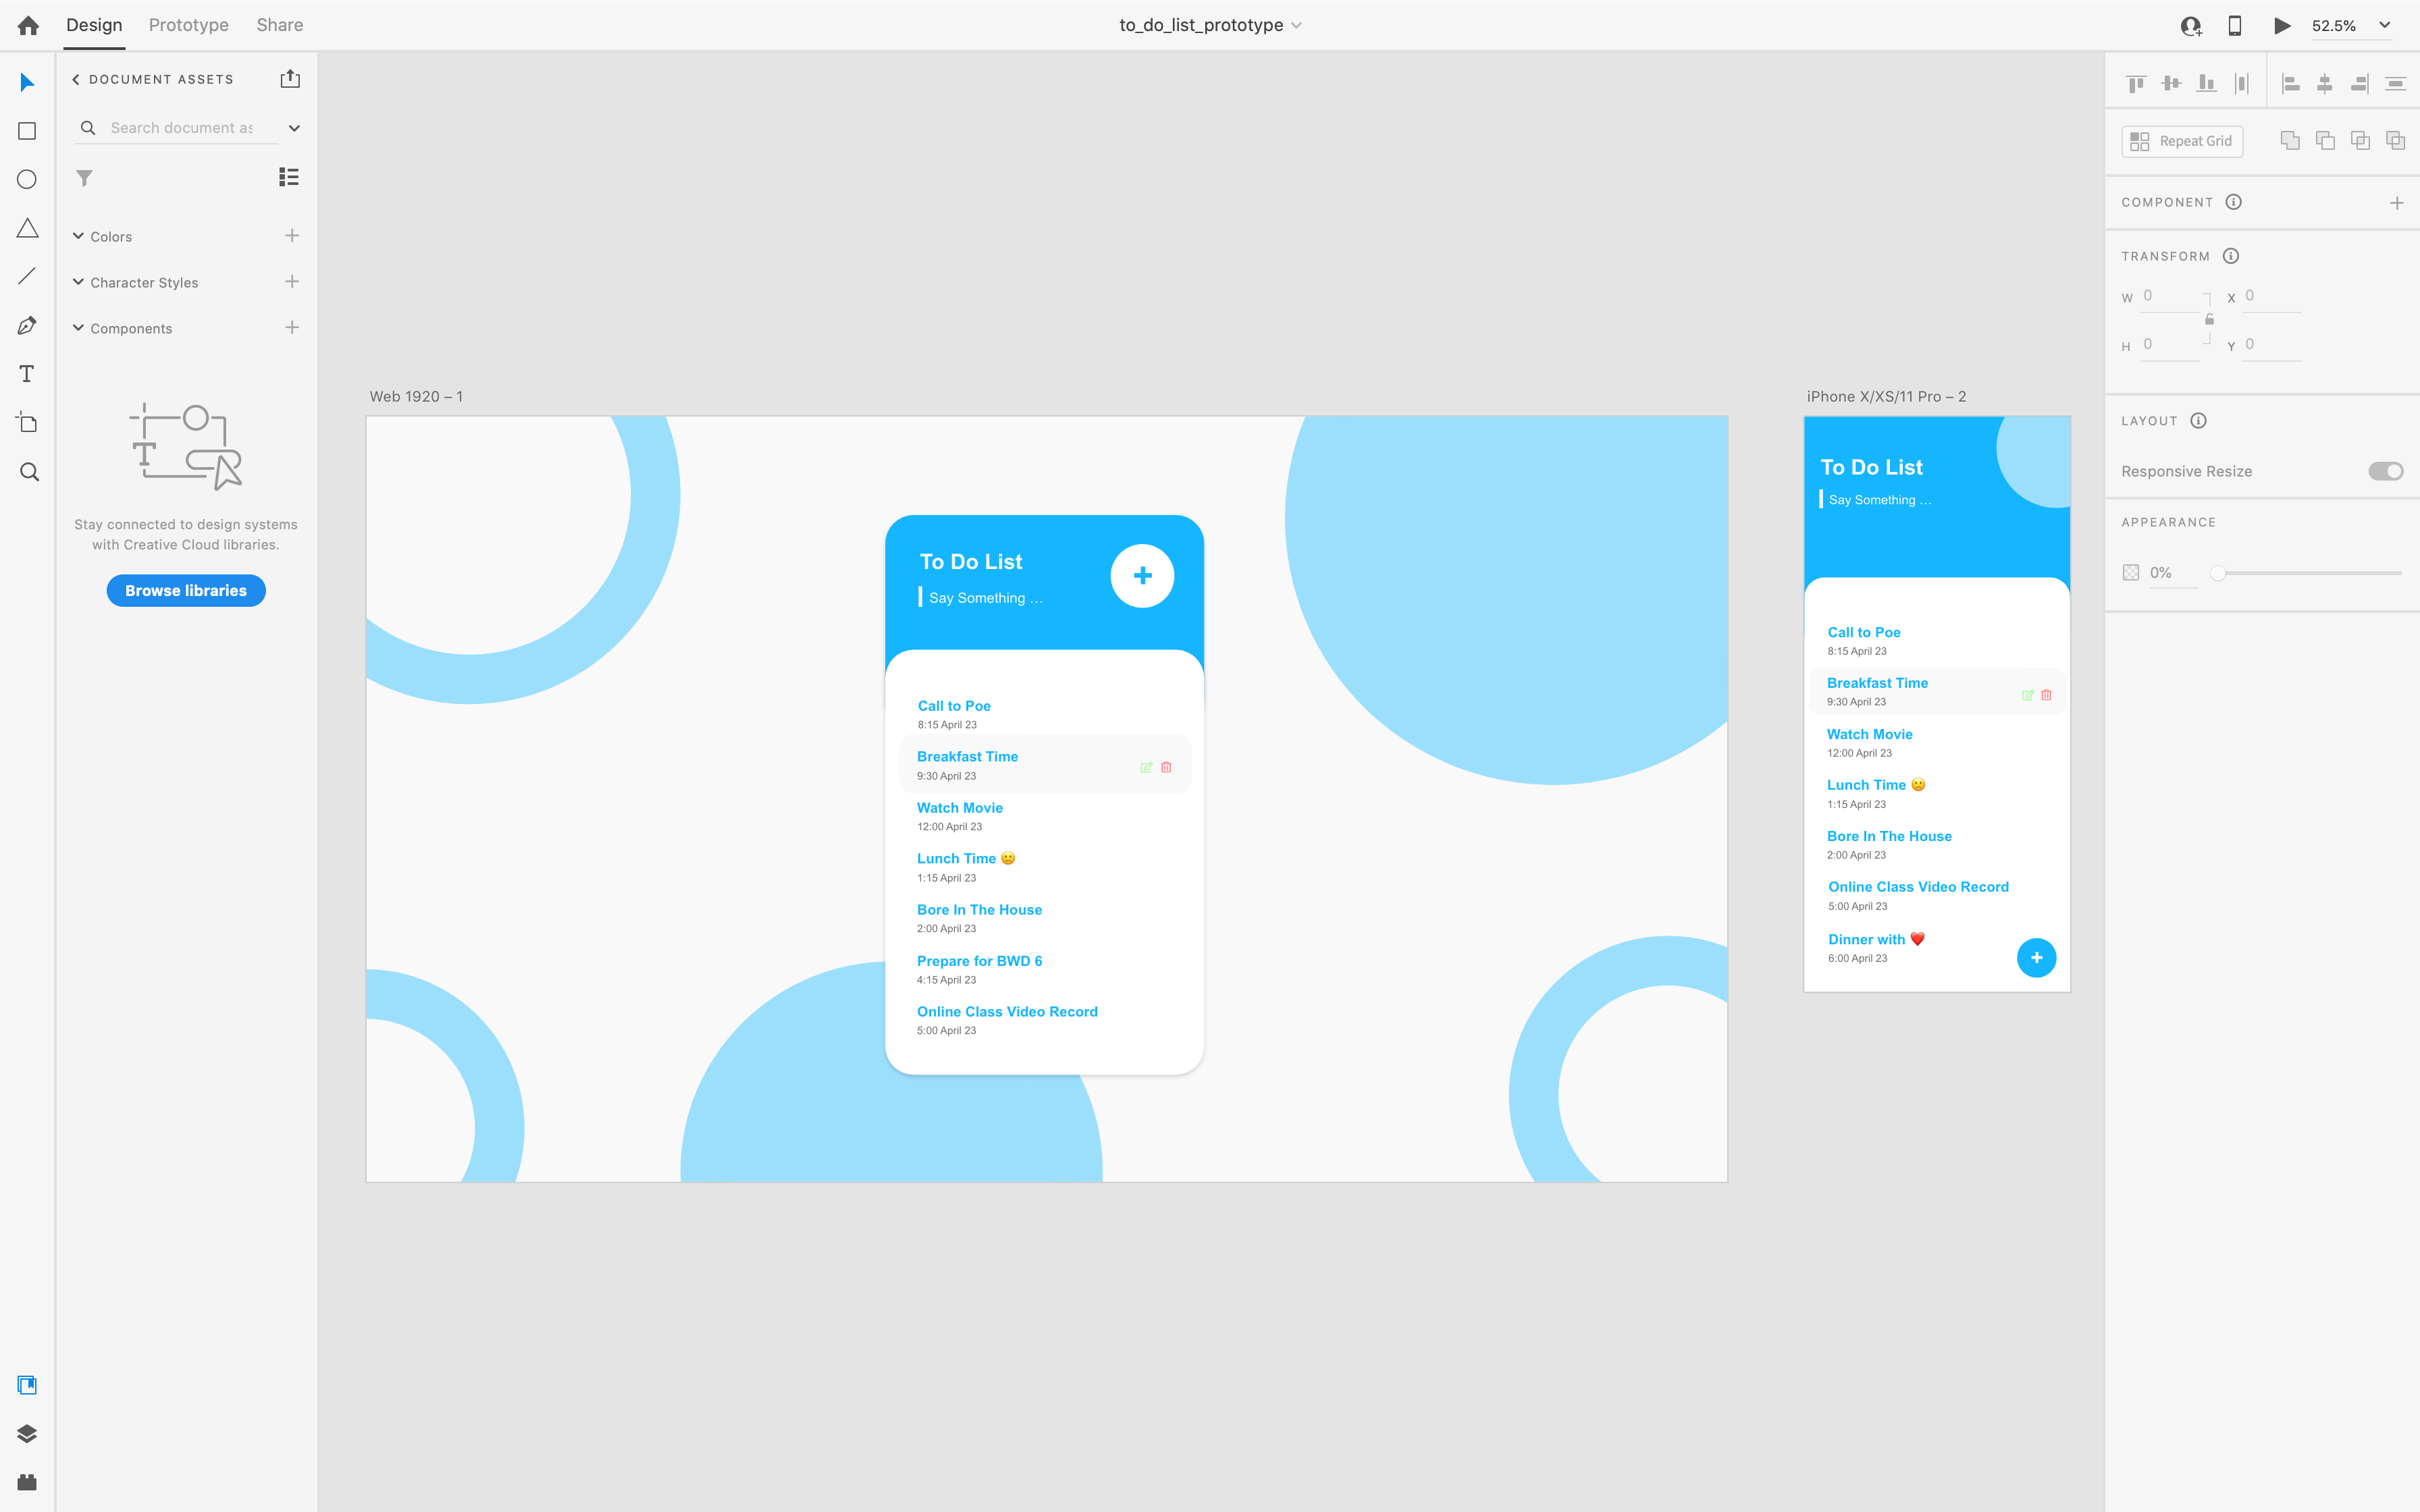 Design Prototype Share
to_do_list_prototype
52.5%
DOCUMENT ASSETS
Search document as
Colors
Character Styles
Components
Stay connected to design systems
with Creative Cloud libraries.
Browse libraries
Web 1920 – 1
To Do List
Say Something ...
Call to Poe
8:15 April 23
Breakfast Time
9:30 April 23
Watch Movie
12:00 April 23
Lunch Time 🙁
1:15 April 23
Bore In The House
2:00 April 23
Prepare for BWD 6
4:15 April 23
Online Class Video Record
5:00 April 23
iPhone X/XS/11 Pro – 2
To Do List
Say Something ...
Call to Poe
8:15 April 23
Breakfast Time
9:30 April 23
Watch Movie
12:00 April 23
Lunch Time 🙁
1:15 April 23
Bore In The House
2:00 April 23
Online Class Video Record
5:00 April 23
Dinner with ❤️
6:00 April 23
Repeat Grid
COMPONENT
TRANSFORM
W 0 X 0
H 0 Y 0
LAYOUT
Responsive Resize
APPEARANCE
0%